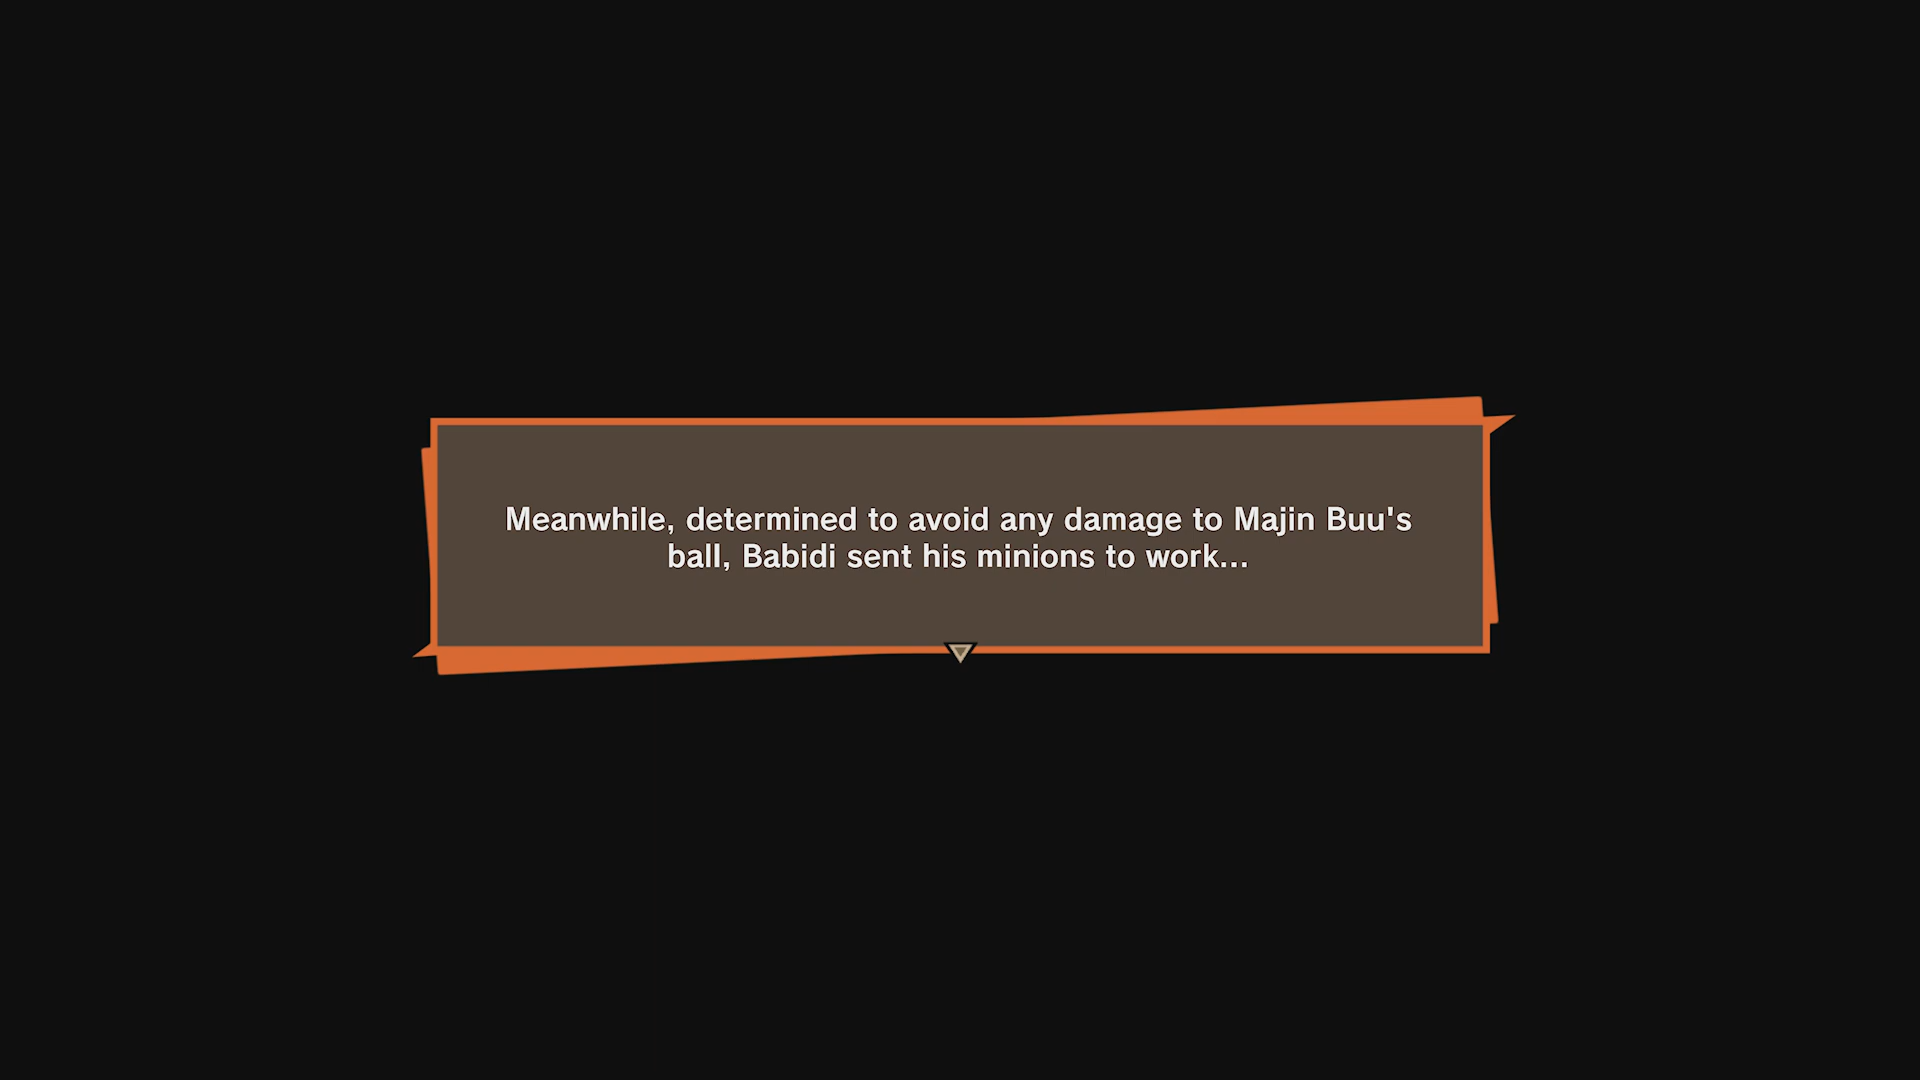 Meanwhile, determined to avoid any damage to Majin Buu's
ball, Babidi sent his minions to work...